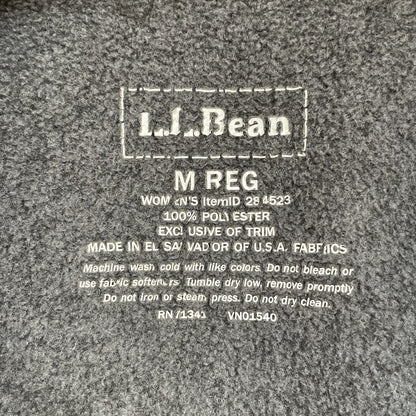 L.L.Bean
M REG
WOMEN'S ItemID 284523
100% POLYESTER
EXCLUSIVE OF TRIM
MADE IN EL SALVADOR OF U.S.A. FABRICS
Machine wash cold with like colors. Do not bleach or
use fabric softeners. Tumble dry low, remove promptly
Do not iron or steam press. Do not dry clean.
RN 71341 VN01540